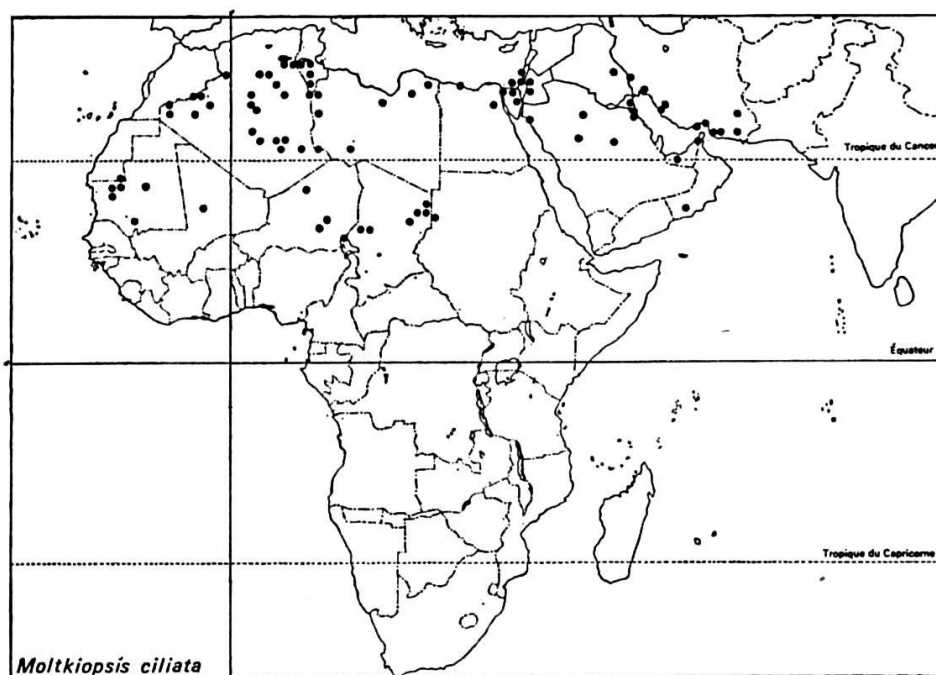 Tropique du Cancer
Équateur
Tropique du Capricorne
Moltkiopsis ciliata